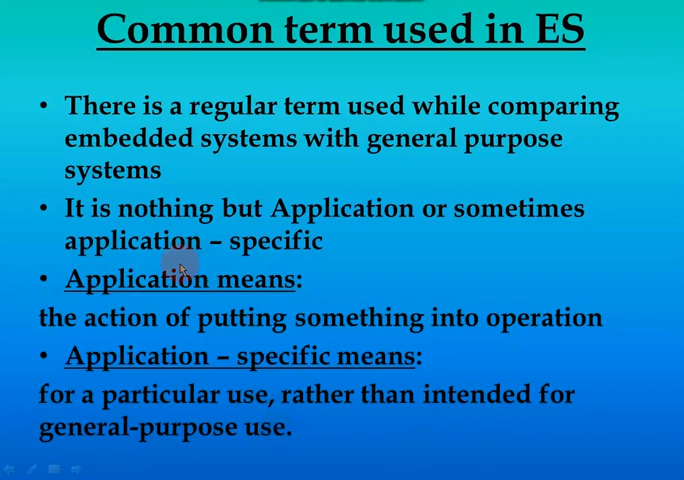 Common term used in ES
• There is a regular term used while comparing
embedded systems with general purpose
systems
• It is nothing but Application or sometimes
application – specific
• Application means:
the action of putting something into operation
• Application – specific means:
for a particular use, rather than intended for
general-purpose use.